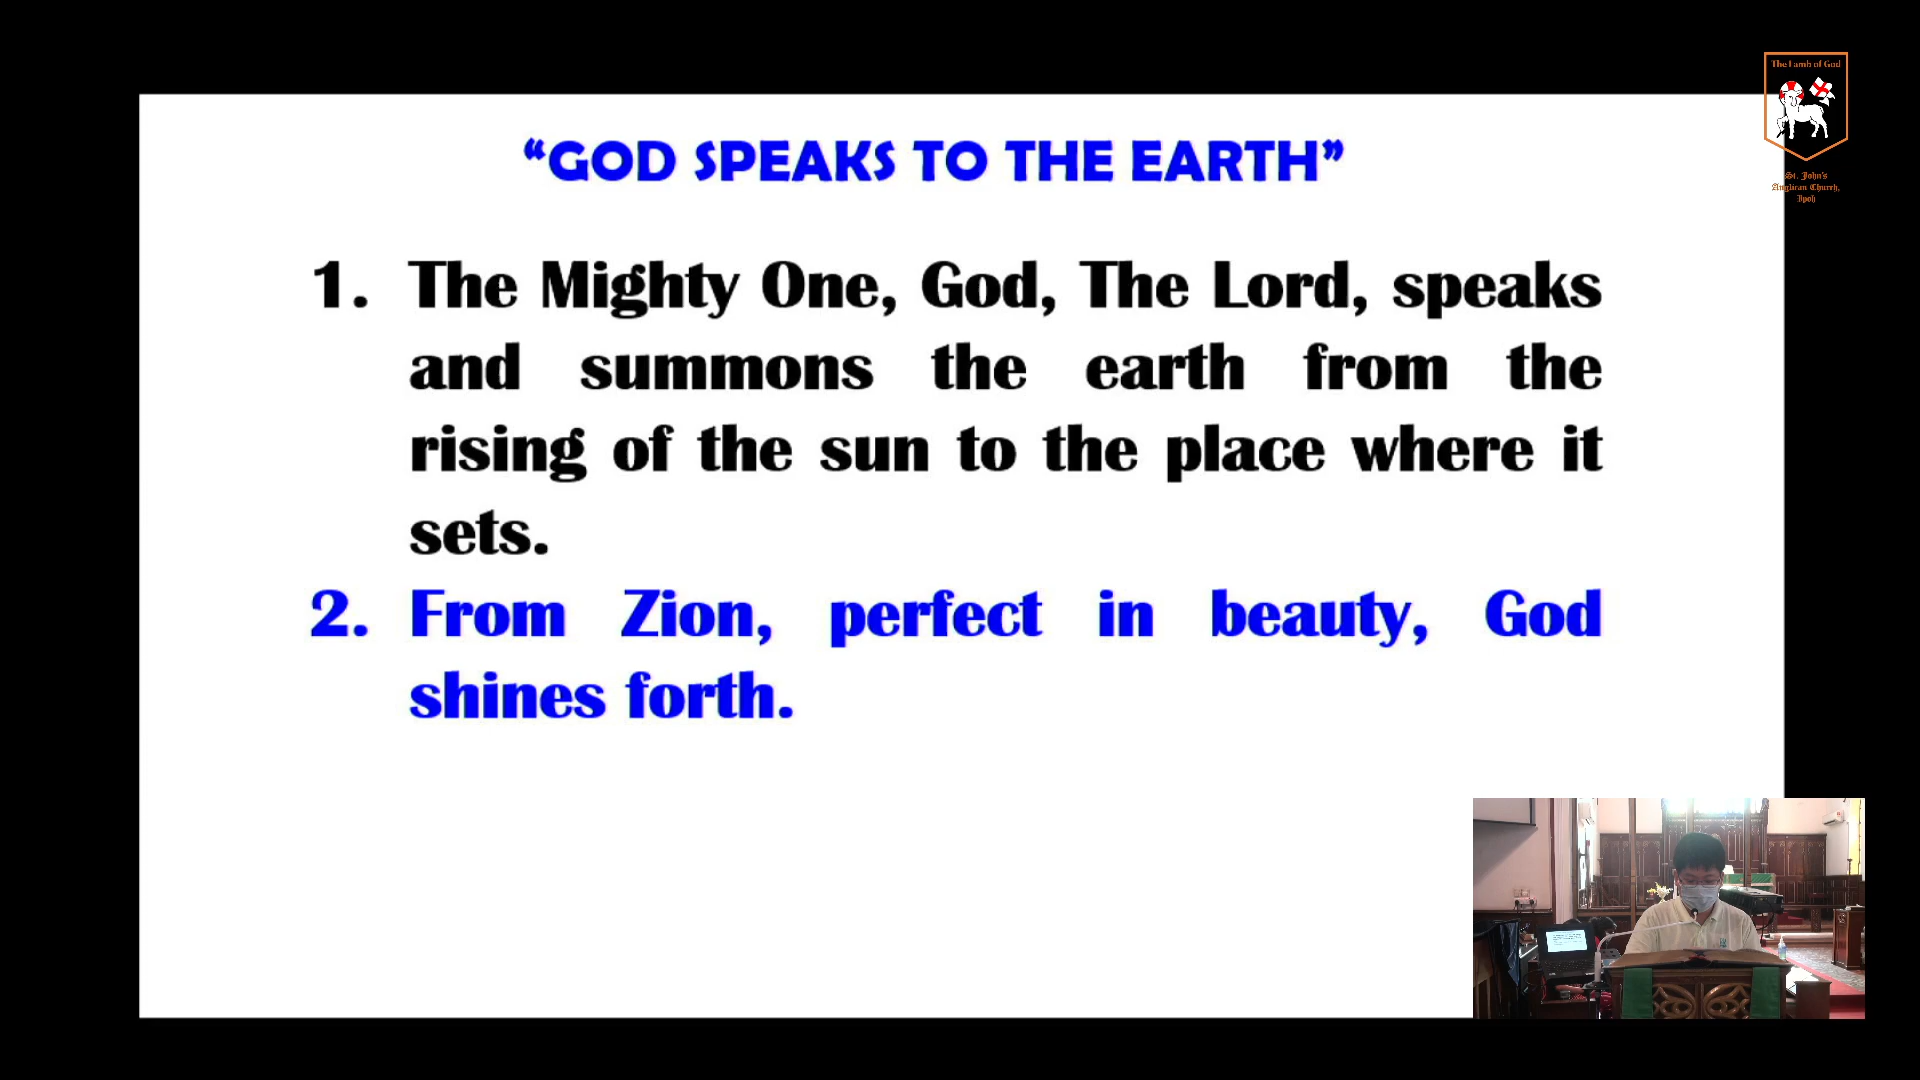 The Lamb of God
St. John's
Anglican Church,
Ipoh
“GOD SPEAKS TO THE EARTH”
1. The Mighty One, God, The Lord, speaks
and summons the earth from the
rising of the sun to the place where it
sets.
2. From Zion, perfect in beauty, God
shines forth.